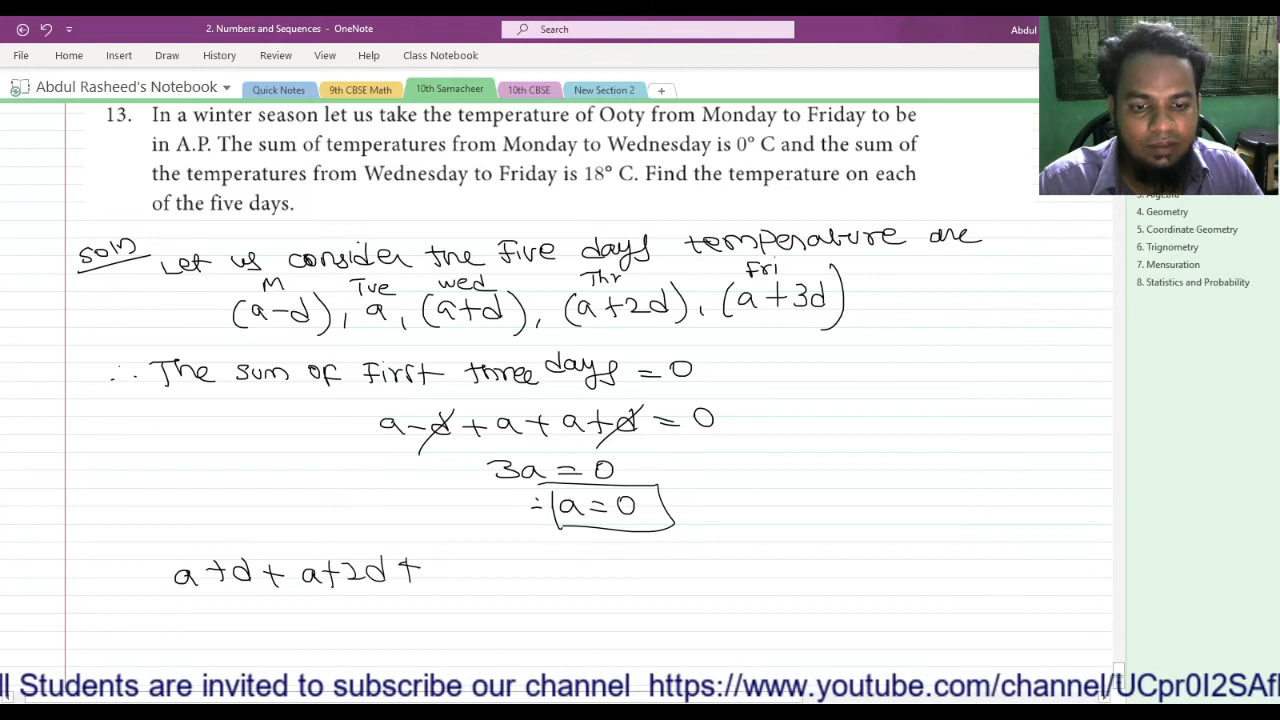 2. Numbers and Sequences - OneNote
Search
Abdul
File Home Insert Draw History Review View Help Class Notebook
Abdul Rasheed's Notebook
Quick Notes 9th CBSE Math 10th Samacheer 10th CBSE New Section 2 +
13. In a winter season let us take the temperature of Ooty from Monday to Friday to be
in A.P. The sum of temperatures from Monday to Wednesday is 0° C and the sum of
the temperatures from Wednesday to Friday is 18° C. Find the temperature on each
of the five days.
3. Algebra
4. Geometry
5. Coordinate Geometry
6. Trignometry
7. Mensuration
8. Statistics and Probability
Soln
Let us consider the five days temperature are
M Tue Wed Thr Fri
(a-d), a, (a+d), (a+2d), (a+3d)
∴ The sum of first three days = 0
a-d + a + a+d = 0
3a = 0
∴ a = 0
a+d + a+2d +
ll Students are invited to subscribe our channel https://www.youtube.com/channel/UCpr0I2SAfl